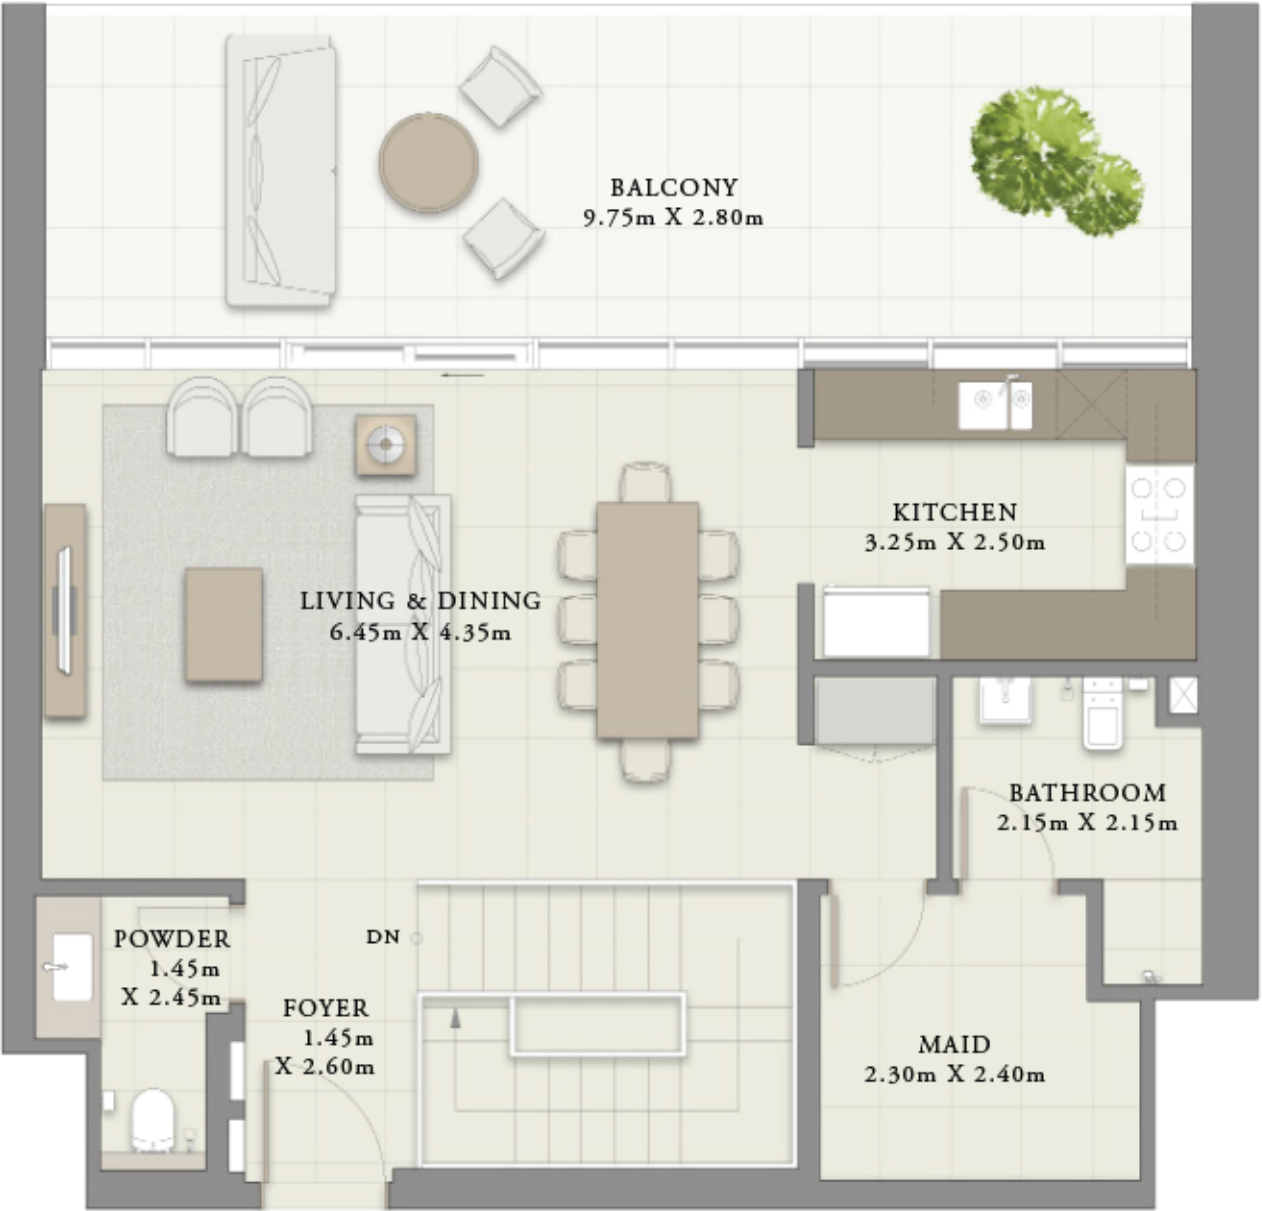 BALCONY
9.75m X 2.80m
KITCHEN
3.25m X 2.50m
LIVING & DINING
6.45m X 4.35m
BATHROOM
2.15m X 2.15m
POWDER
1.45m
X 2.45m
DN
FOYER
1.45m
X 2.60m
MAID
2.30m X 2.40m